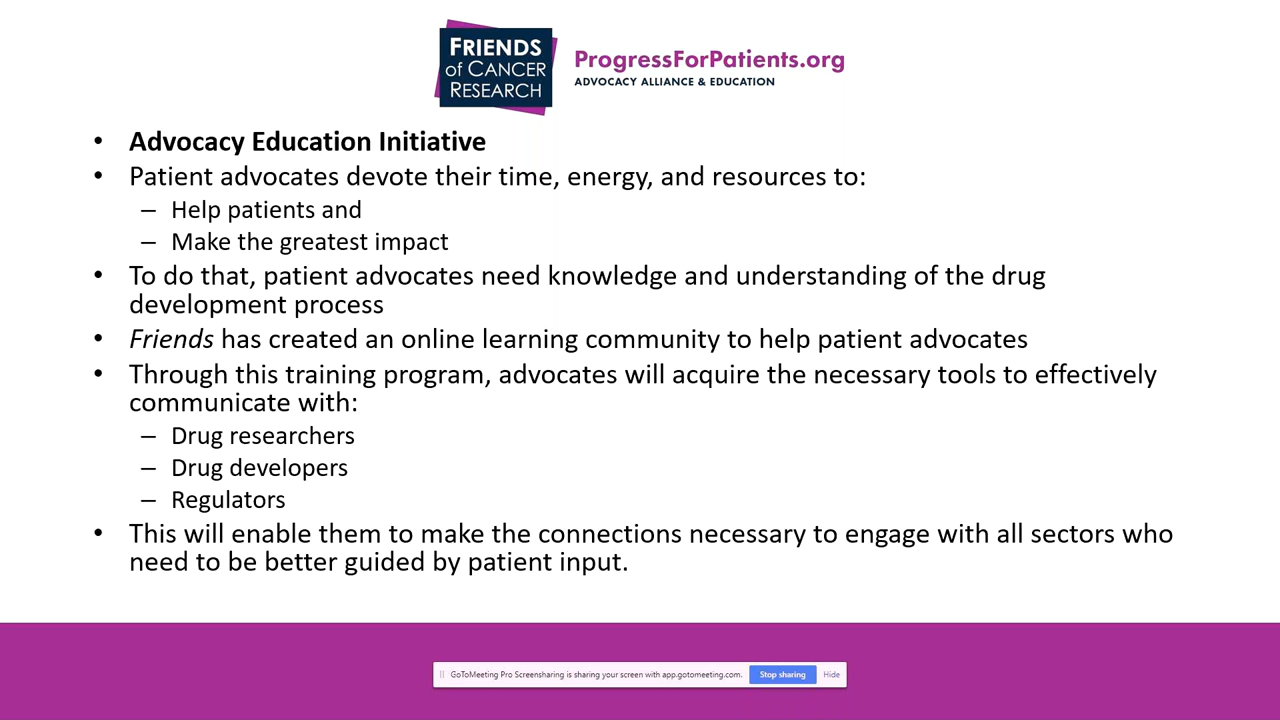 FRIENDS
of CANCER
RESEARCH
ProgressForPatients.org
ADVOCACY ALLIANCE & EDUCATION
• Advocacy Education Initiative
• Patient advocates devote their time, energy, and resources to:
– Help patients and
– Make the greatest impact
• To do that, patient advocates need knowledge and understanding of the drug
development process
• Friends has created an online learning community to help patient advocates
• Through this training program, advocates will acquire the necessary tools to effectively
communicate with:
– Drug researchers
– Drug developers
– Regulators
• This will enable them to make the connections necessary to engage with all sectors who
need to be better guided by patient input.
GoToMeeting Pro Screensharing is sharing your screen with app.gotomeeting.com. Stop sharing Hide